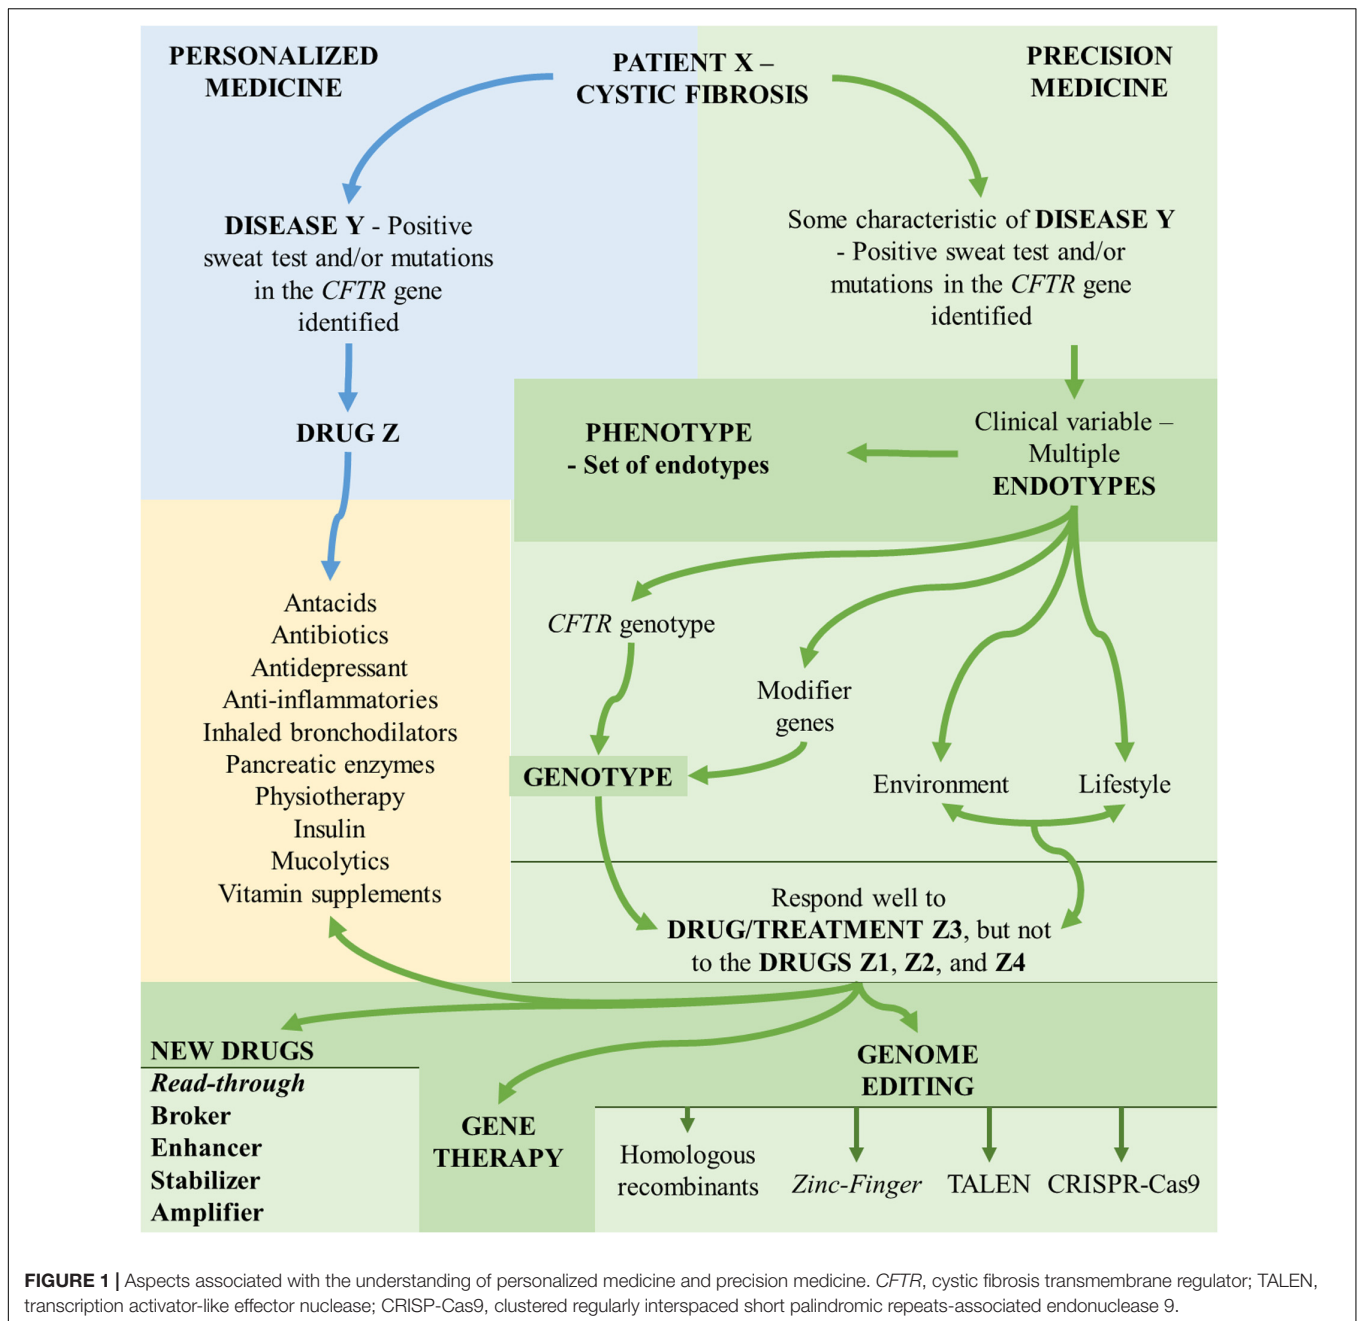 PERSONALIZED
MEDICINE
PATIENT X –
CYSTIC FIBROSIS
PRECISION
MEDICINE
DISEASE Y - Positive
sweat test and/or mutations
in the CFTR gene
identified
Some characteristic of DISEASE Y
- Positive sweat test and/or
mutations in the CFTR gene
identified
DRUG Z
PHENOTYPE
- Set of endotypes
Clinical variable –
Multiple
ENDOTYPES
Antacids
Antibiotics
Antidepressant
Anti-inflammatories
Inhaled bronchodilators
Pancreatic enzymes
Physiotherapy
Insulin
Mucolytics
Vitamin supplements
CFTR genotype
Modifier
genes
GENOTYPE
Environment
Lifestyle
Respond well to
DRUG/TREATMENT Z3, but not
to the DRUGS Z1, Z2, and Z4
NEW DRUGS
Read-through
Broker
Enhancer
Stabilizer
Amplifier
GENE
THERAPY
GENOME
EDITING
Homologous
recombinants
Zinc-Finger
TALEN
CRISPR-Cas9
FIGURE 1 | Aspects associated with the understanding of personalized medicine and precision medicine. CFTR, cystic fibrosis transmembrane regulator; TALEN,
transcription activator-like effector nuclease; CRISP-Cas9, clustered regularly interspaced short palindromic repeats-associated endonuclease 9.